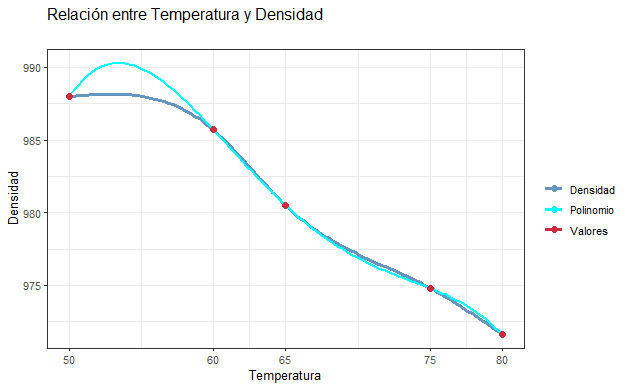 Relación entre Temperatura y Densidad
990
985
980
975
Densidad
50
60
65
75
80
Temperatura
Densidad
Polinomio
Valores